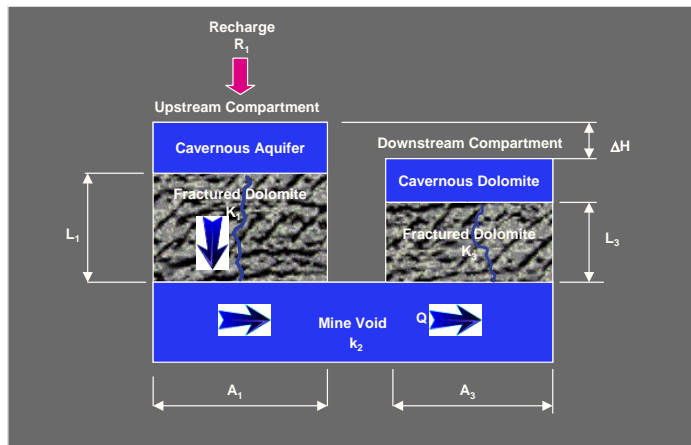 Recharge
R1
Upstream Compartment
Downstream Compartment
ΔH
Cavernous Aquifer
Cavernous Dolomite
Fractured Dolomite
K1
L1
Fractured Dolomite
K3
L3
Mine Void
k2
Q
A1
A3